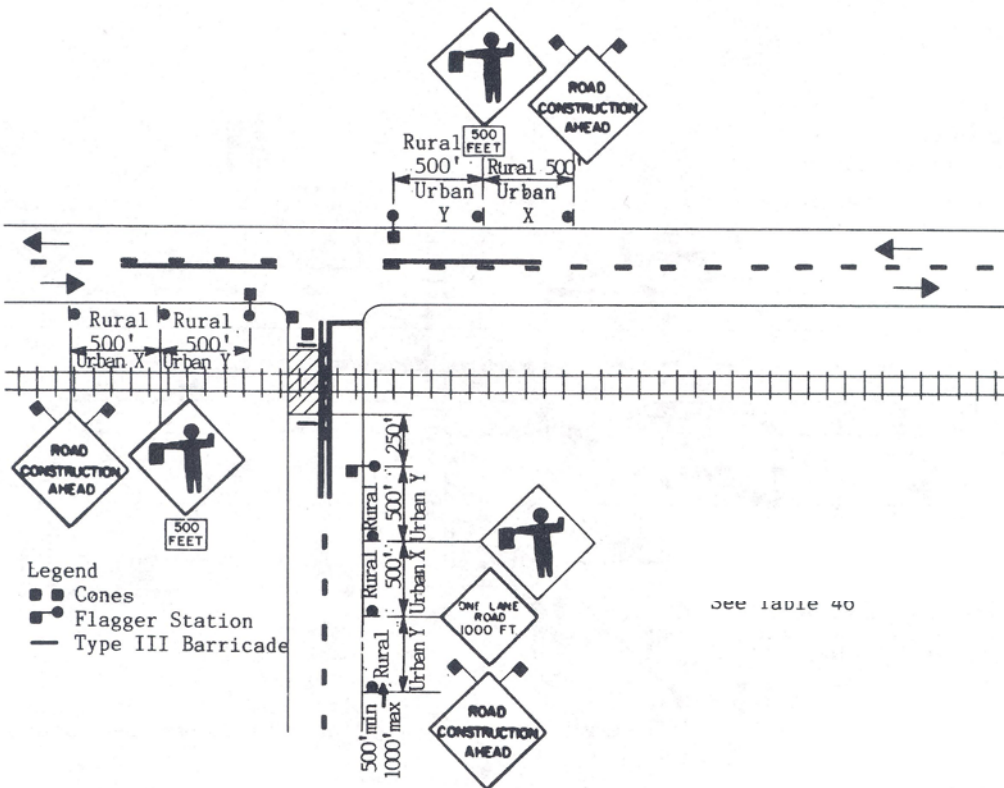 ROAD
CONSTRUCTION
AHEAD
500
FEET
Rural
500'
Urban
Y
Rural 500'
Urban
X
Rural
500'
Urban X
Rural
500'
Urban Y
ROAD
CONSTRUCTION
AHEAD
500
FEET
250'
Rural
500'
Urban Y
Rural
500'
Urban X
Rural
Urban Y
500'min
1000'max
ONE LANE
ROAD
1000 FT.
ROAD
CONSTRUCTION
AHEAD
See Table 46
Legend
Cones
Flagger Station
Type III Barricade